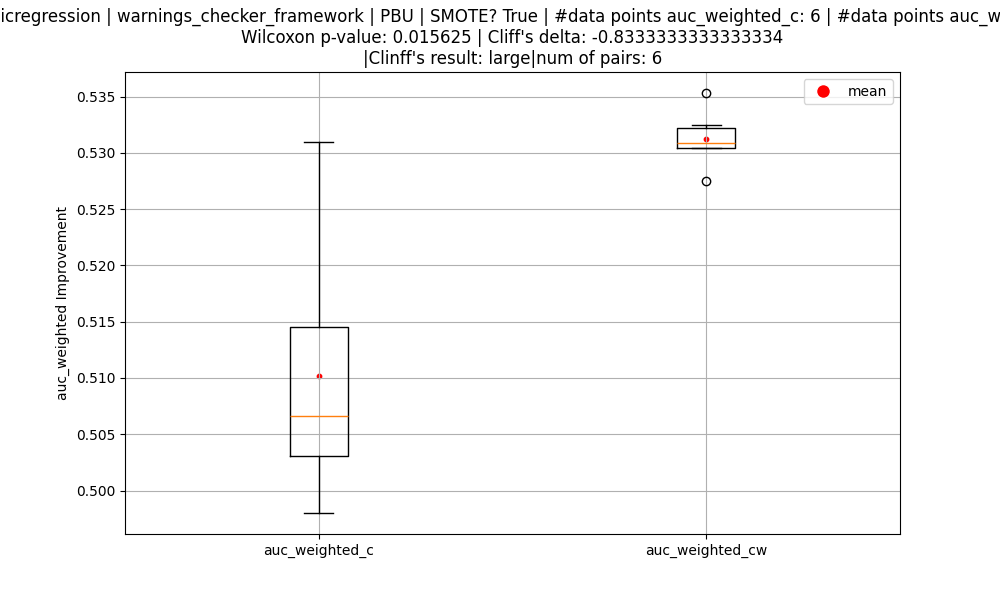 icregression | warnings_checker_framework | PBU | SMOTE? True | #data points auc_weighted_c: 6 | #data points auc_w
Wilcoxon p-value: 0.015625 | Cliff's delta: -0.8333333333333334
|Clinff's result: large|num of pairs: 6
mean
0.535
0.530
0.525
0.520
0.515
0.510
0.505
0.500
auc_weighted Improvement
auc_weighted_c
auc_weighted_cw